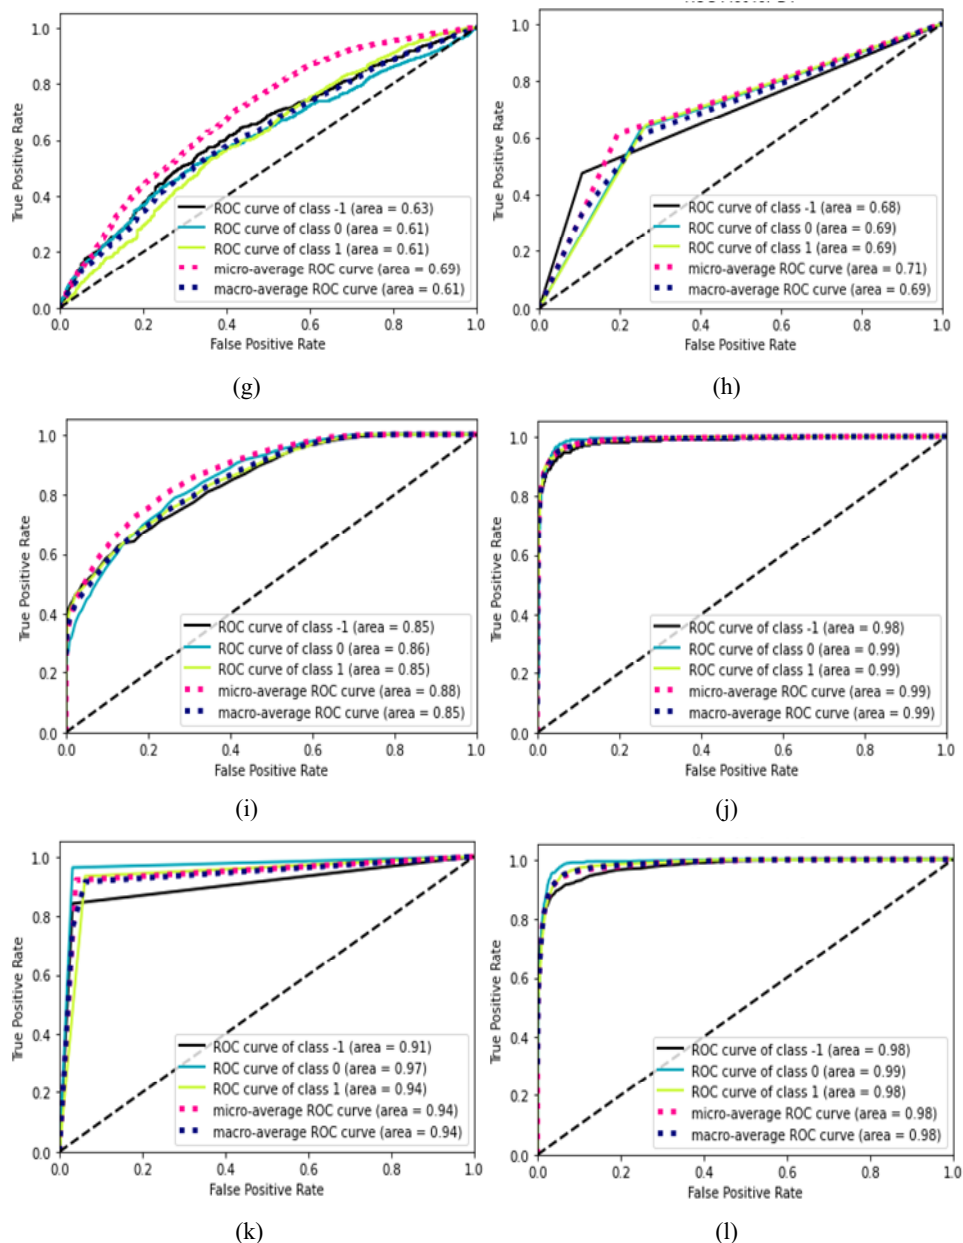 1.0
0.8
0.6
0.4
0.2
0.0
True Positive Rate
ROC curve of class -1 (area = 0.63)
ROC curve of class 0 (area = 0.61)
ROC curve of class 1 (area = 0.61)
micro-average ROC curve (area = 0.69)
macro-average ROC curve (area = 0.61)
0.0 0.2 0.4 0.6 0.8 1.0
False Positive Rate
(g)
1.0
0.8
0.6
0.4
0.2
0.0
True Positive Rate
ROC curve of class -1 (area = 0.68)
ROC curve of class 0 (area = 0.69)
ROC curve of class 1 (area = 0.69)
micro-average ROC curve (area = 0.71)
macro-average ROC curve (area = 0.69)
0.0 0.2 0.4 0.6 0.8 1.0
False Positive Rate
(h)
1.0
0.8
0.6
0.4
0.2
0.0
True Positive Rate
ROC curve of class -1 (area = 0.85)
ROC curve of class 0 (area = 0.86)
ROC curve of class 1 (area = 0.85)
micro-average ROC curve (area = 0.88)
macro-average ROC curve (area = 0.85)
0.0 0.2 0.4 0.6 0.8 1.0
False Positive Rate
(i)
1.0
0.8
0.6
0.4
0.2
0.0
True Positive Rate
ROC curve of class -1 (area = 0.98)
ROC curve of class 0 (area = 0.99)
ROC curve of class 1 (area = 0.99)
micro-average ROC curve (area = 0.99)
macro-average ROC curve (area = 0.99)
0.0 0.2 0.4 0.6 0.8 1.0
False Positive Rate
(j)
1.0
0.8
0.6
0.4
0.2
0.0
True Positive Rate
ROC curve of class -1 (area = 0.91)
ROC curve of class 0 (area = 0.97)
ROC curve of class 1 (area = 0.94)
micro-average ROC curve (area = 0.94)
macro-average ROC curve (area = 0.94)
0.0 0.2 0.4 0.6 0.8 1.0
False Positive Rate
(k)
1.0
0.8
0.6
0.4
0.2
0.0
True Positive Rate
ROC curve of class -1 (area = 0.98)
ROC curve of class 0 (area = 0.99)
ROC curve of class 1 (area = 0.98)
micro-average ROC curve (area = 0.98)
macro-average ROC curve (area = 0.98)
0.0 0.2 0.4 0.6 0.8 1.0
False Positive Rate
(l)